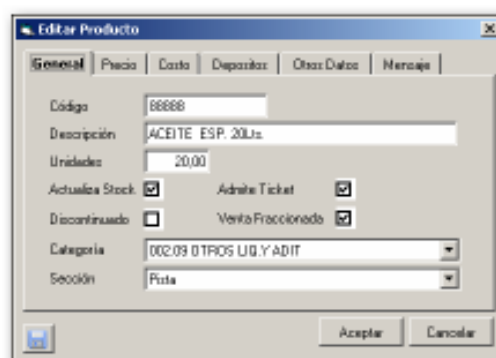 Editar Producto
General Precio Costo Depositos Otros Datos Mensaje
Código 88888
Descripción ACEITE ESP. 20Lts.
Unidades 20,00
Actualiza Stock Admite Ticket
Discontinuado Venta Fraccionada
Categoria 002.09 OTROS LIQ.Y ADIT
Sección Pista
Aceptar Cancelar